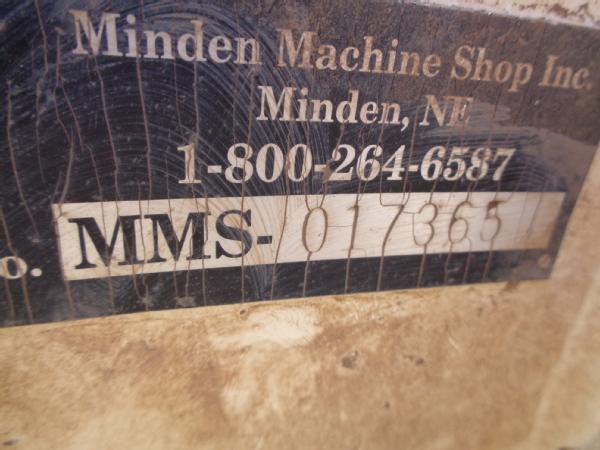 Minden Machine Shop Inc.
Minden, NE
1-800-264-6587
o. MMS-017365